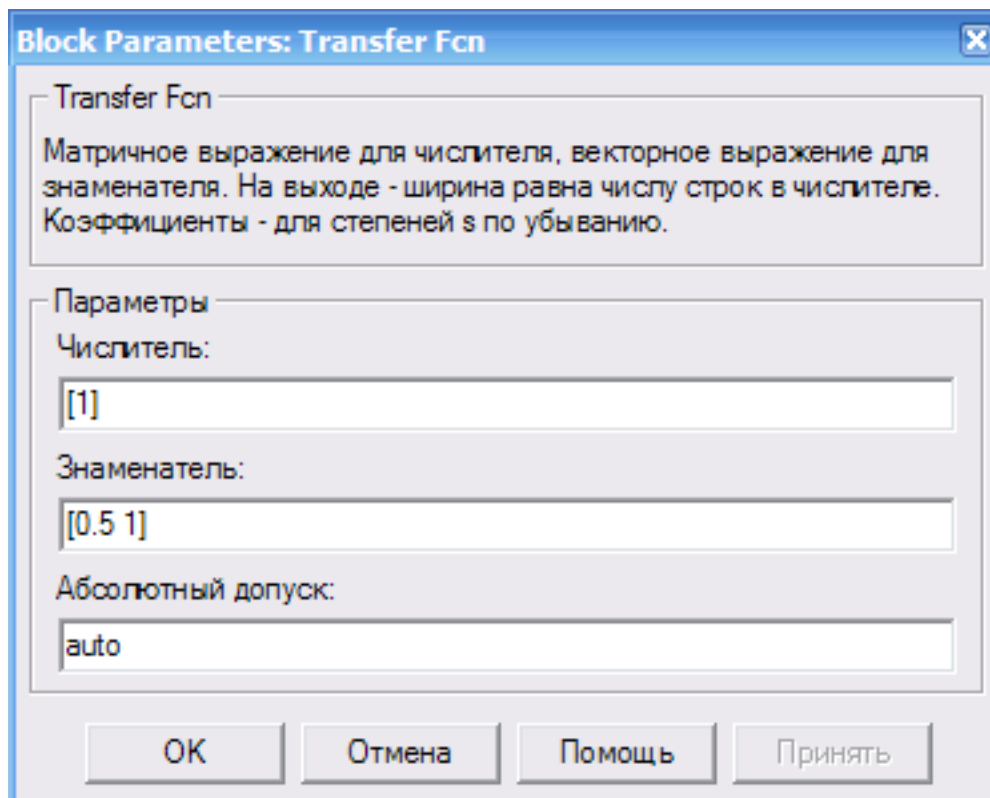 Block Parameters: Transfer Fcn
Transfer Fcn
Матричное выражение для числителя, векторное выражение для
знаменателя. На выходе - ширина равна числу строк в числителе.
Коэффициенты - для степеней s по убыванию.
Параметры
Числитель:
[1]
Знаменатель:
[0.5 1]
Абсолютный допуск:
auto
OK Отмена Помощь Принять